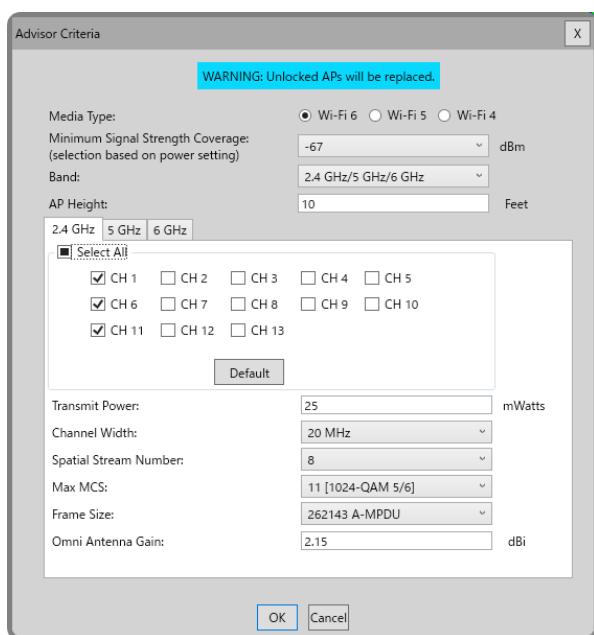 Advisor Criteria X
WARNING: Unlocked APs will be replaced.
Media Type: Wi-Fi 6 Wi-Fi 5 Wi-Fi 4
Minimum Signal Strength Coverage:
(selection based on power setting) -67 dBm
Band: 2.4 GHz/5 GHz/6 GHz
AP Height: 10 Feet
2.4 GHz 5 GHz 6 GHz
Select All
CH 1 CH 2 CH 3 CH 4 CH 5
CH 6 CH 7 CH 8 CH 9 CH 10
CH 11 CH 12 CH 13
Default
Transmit Power: 25 mWatts
Channel Width: 20 MHz
Spatial Stream Number: 8
Max MCS: 11 [1024-QAM 5/6]
Frame Size: 262143 A-MPDU
Omni Antenna Gain: 2.15 dBi
OK Cancel